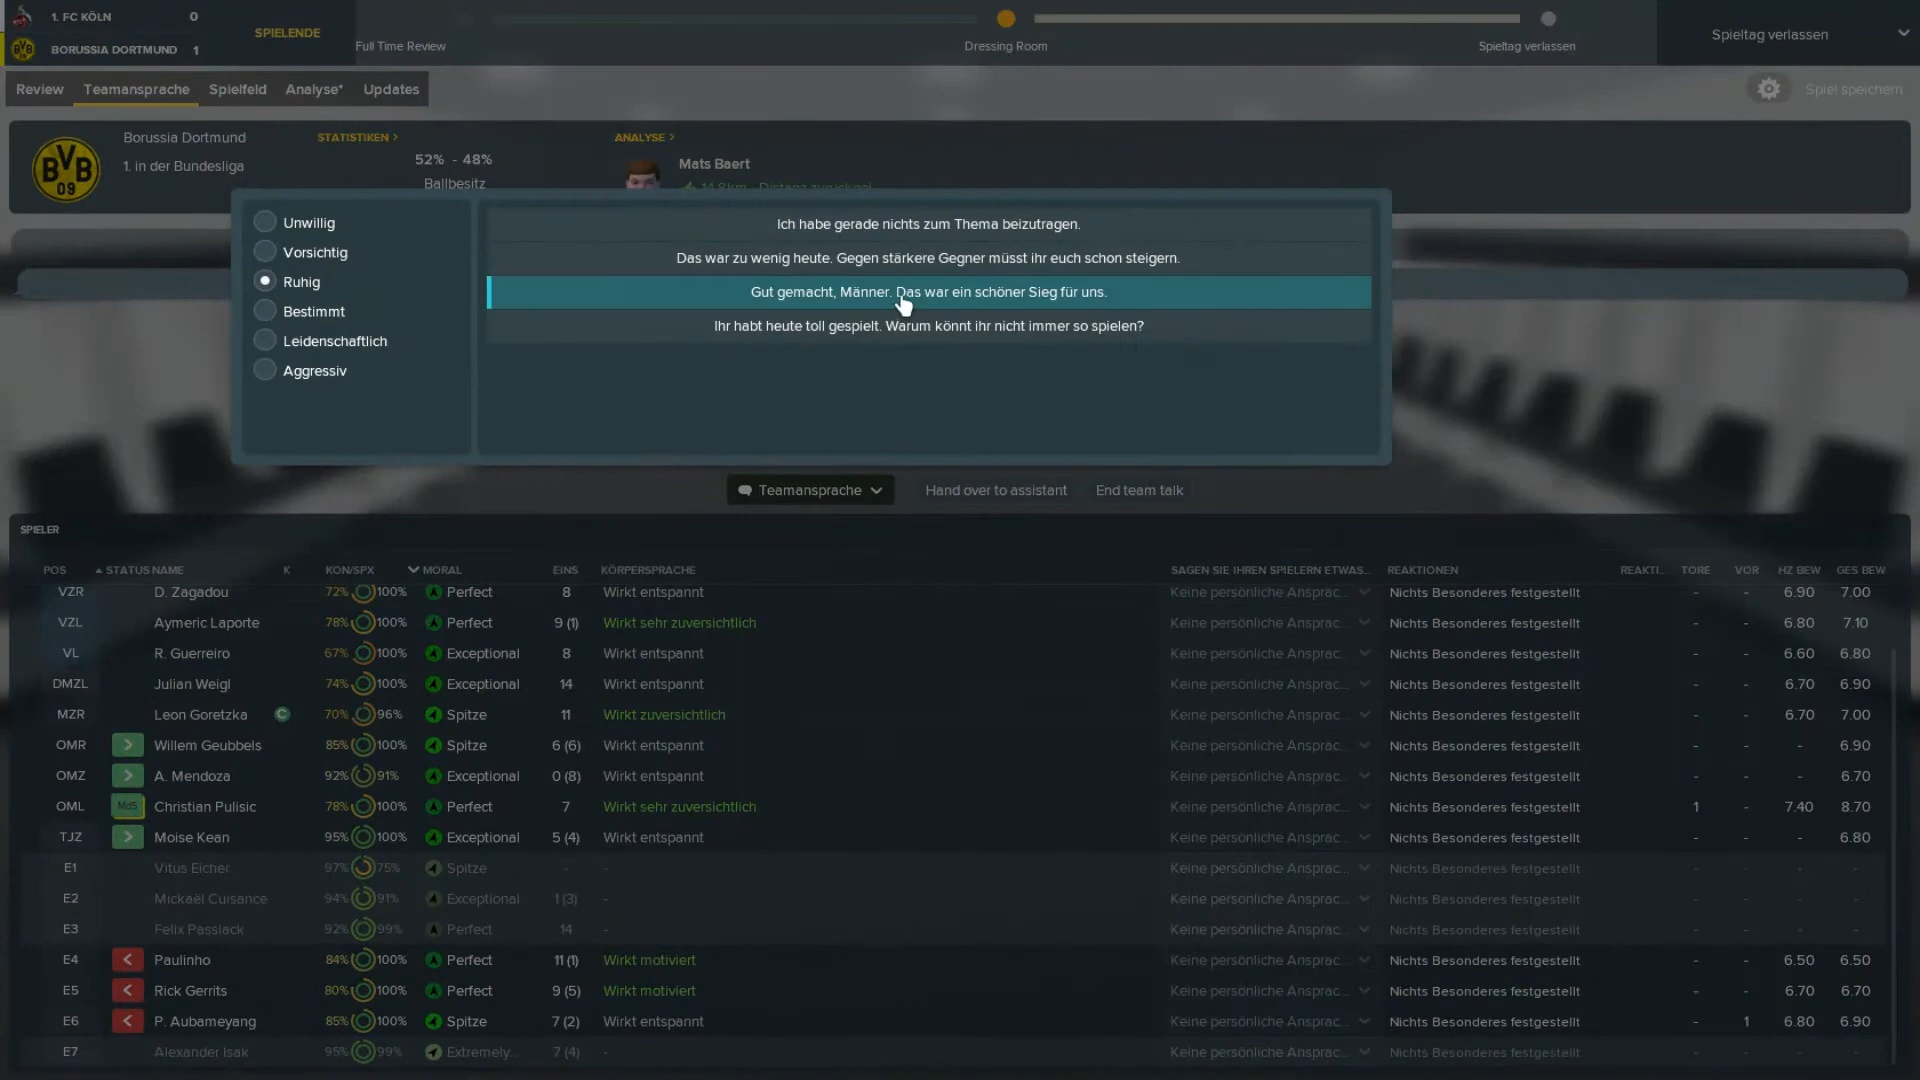 1. FC KÖLN 0
BORUSSIA DORTMUND 1
SPIELENDE
Full Time Review
Dressing Room
Spieltag verlassen
Spieltag verlassen
Review Teamansprache Spielfeld Analyse* Updates
Spiel speichern
BVB 09
Borussia Dortmund
1. in der Bundesliga
STATISTIKEN >
52% - 48%
Ballbesitz
ANALYSE >
Mats Baert
14.8km - Distanz
Unwillig
Vorsichtig
Ruhig
Bestimmt
Leidenschaftlich
Aggressiv
Ich habe gerade nichts zum Thema beizutragen.
Das war zu wenig heute. Gegen stärkere Gegner müsst ihr euch schon steigern.
Gut gemacht, Männer. Das war ein schöner Sieg für uns.
Ihr habt heute toll gespielt. Warum könnt ihr nicht immer so spielen?
Teamansprache Hand over to assistant End team talk
SPIELER
POS STATUS NAME K KON/SPX MORAL EINS KÖRPERSPRACHE SAGEN SIE IHREN SPIELERN ETWAS... REAKTIONEN REAKTI... TORE VOR HZ BEW GES BEW
VZR D. Zagadou 72% 100% Perfect 8 Wirkt entspannt Keine persönliche Ansprac... Nichts Besonderes festgestellt - - 6.90 7.00
VZL Aymeric Laporte 78% 100% Perfect 9 (1) Wirkt sehr zuversichtlich Keine persönliche Ansprac... Nichts Besonderes festgestellt - - 6.80 7.10
VL R. Guerreiro 67% 100% Exceptional 8 Wirkt entspannt Keine persönliche Ansprac... Nichts Besonderes festgestellt - - 6.60 6.80
DMZL Julian Weigl 74% 100% Exceptional 14 Wirkt entspannt Keine persönliche Ansprac... Nichts Besonderes festgestellt - - 6.70 6.90
MZR Leon Goretzka C 70% 96% Spitze 11 Wirkt zuversichtlich Keine persönliche Ansprac... Nichts Besonderes festgestellt - - 6.70 7.00
OMR Willem Geubbels 85% 100% Spitze 6 (6) Wirkt entspannt Keine persönliche Ansprac... Nichts Besonderes festgestellt - - - 6.90
OMZ A. Mendoza 92% 91% Exceptional 0 (8) Wirkt entspannt Keine persönliche Ansprac... Nichts Besonderes festgestellt - - - 6.70
OML MdS Christian Pulisic 78% 100% Perfect 7 Wirkt sehr zuversichtlich Keine persönliche Ansprac... Nichts Besonderes festgestellt 1 - 7.40 8.70
TJZ Moise Kean 95% 100% Exceptional 5 (4) Wirkt entspannt Keine persönliche Ansprac... Nichts Besonderes festgestellt - - - 6.80
E1 Vitus Eicher 97% 75% Spitze - - Keine persönliche Ansprac... Nichts Besonderes festgestellt - - - -
E2 Mickaël Cuisance 94% 91% Exceptional 1 (3) - Keine persönliche Ansprac... Nichts Besonderes festgestellt - - - -
E3 Felix Passlack 92% 99% Perfect 14 - Keine persönliche Ansprac... Nichts Besonderes festgestellt - - - -
E4 Paulinho 84% 100% Perfect 11 (1) Wirkt motiviert Keine persönliche Ansprac... Nichts Besonderes festgestellt - - 6.50 6.50
E5 Rick Gerrits 80% 100% Perfect 9 (5) Wirkt motiviert Keine persönliche Ansprac... Nichts Besonderes festgestellt - - 6.70 6.70
E6 P. Aubameyang 85% 100% Spitze 7 (2) Wirkt entspannt Keine persönliche Ansprac... Nichts Besonderes festgestellt - 1 6.80 6.90
E7 Alexander Isak 95% 99% Extremely... 7 (4) - Keine persönliche Ansprac... Nichts Besonderes festgestellt - - - -